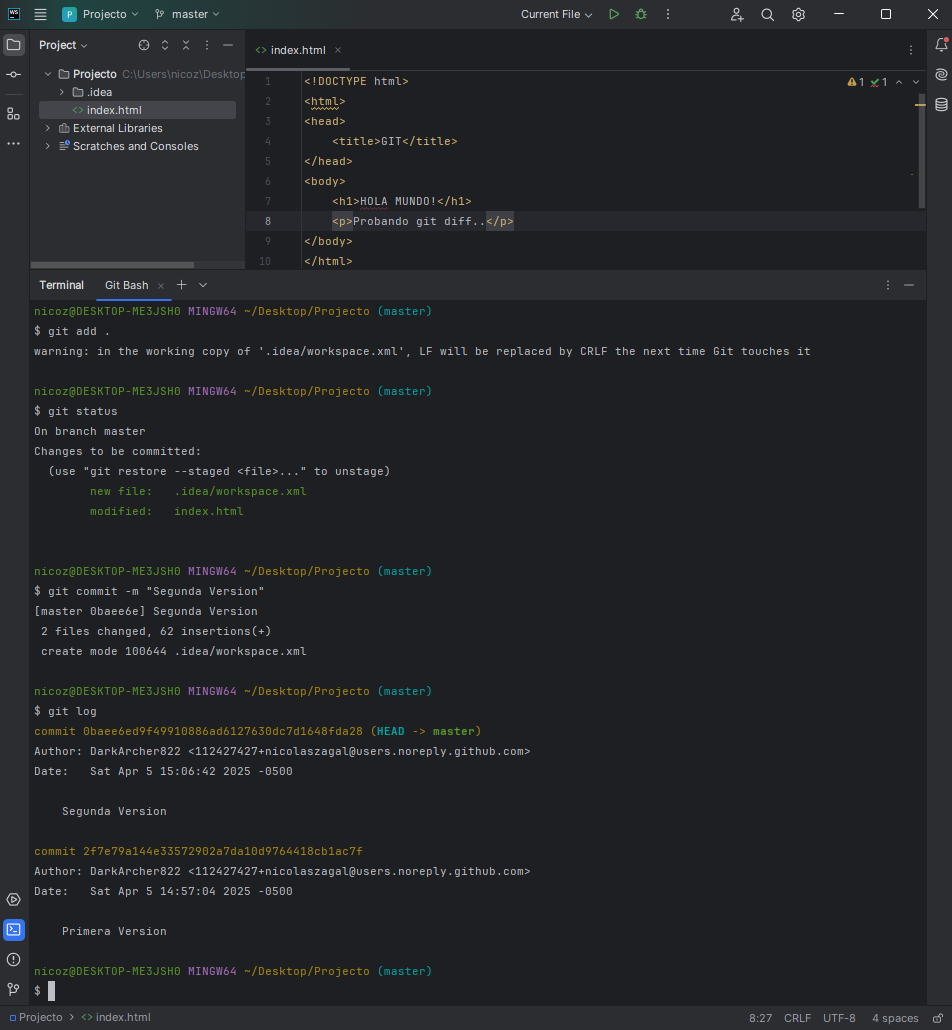 WS Projecto master Current File
Project
index.html
Projecto C:\Users\nicoz\Desktop
.idea
index.html
External Libraries
Scratches and Consoles
1 <!DOCTYPE html>
2 <html>
3 <head>
4 <title>GIT</title>
5 </head>
6 <body>
7 <h1>HOLA MUNDO!</h1>
8 <p>Probando git diff..</p>
9 </body>
10 </html>
1 1
Terminal Git Bash
nicoz@DESKTOP-ME3JSH0 MINGW64 ~/Desktop/Projecto (master)
$ git add .
warning: in the working copy of '.idea/workspace.xml', LF will be replaced by CRLF the next time Git touches it
nicoz@DESKTOP-ME3JSH0 MINGW64 ~/Desktop/Projecto (master)
$ git status
On branch master
Changes to be committed:
(use "git restore --staged <file>..." to unstage)
new file: .idea/workspace.xml
modified: index.html
nicoz@DESKTOP-ME3JSH0 MINGW64 ~/Desktop/Projecto (master)
$ git commit -m "Segunda Version"
[master 0baee6e] Segunda Version
2 files changed, 62 insertions(+)
create mode 100644 .idea/workspace.xml
nicoz@DESKTOP-ME3JSH0 MINGW64 ~/Desktop/Projecto (master)
$ git log
commit 0baee6ed9f49910886ad6127630dc7d1648fda28 (HEAD -> master)
Author: DarkArcher822 <112427427+nicolaszagal@users.noreply.github.com>
Date: Sat Apr 5 15:06:42 2025 -0500
Segunda Version
commit 2f7e79a144e33572902a7da10d9764418cb1ac7f
Author: DarkArcher822 <112427427+nicolaszagal@users.noreply.github.com>
Date: Sat Apr 5 14:57:04 2025 -0500
Primera Version
nicoz@DESKTOP-ME3JSH0 MINGW64 ~/Desktop/Projecto (master)
$
Projecto > index.html 8:27 CRLF UTF-8 4 spaces